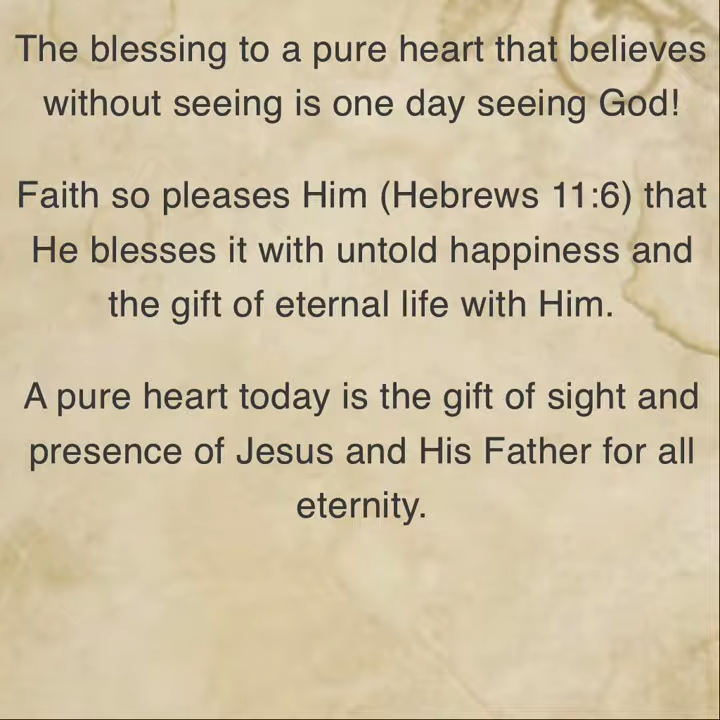 The blessing to a pure heart that believes
without seeing is one day seeing God!
Faith so pleases Him (Hebrews 11:6) that
He blesses it with untold happiness and
the gift of eternal life with Him.
A pure heart today is the gift of sight and
presence of Jesus and His Father for all
eternity.